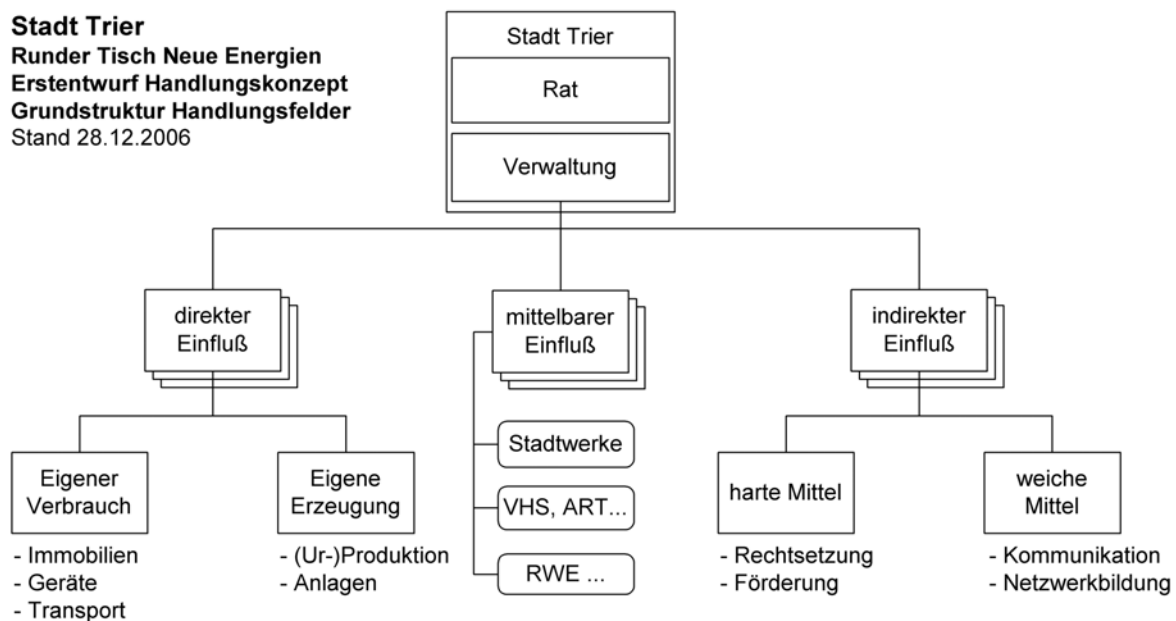 Stadt Trier
Runder Tisch Neue Energien
Erstentwurf Handlungskonzept
Grundstruktur Handlungsfelder
Stand 28.12.2006
Stadt Trier
Rat
Verwaltung
direkter
Einfluß
mittelbarer
Einfluß
indirekter
Einfluß
Eigener
Verbrauch
- Immobilien
- Geräte
- Transport
Eigene
Erzeugung
- (Ur-)Produktion
- Anlagen
Stadtwerke
VHS, ART...
RWE ...
harte Mittel
- Rechtsetzung
- Förderung
weiche
Mittel
- Kommunikation
- Netzwerkbildung